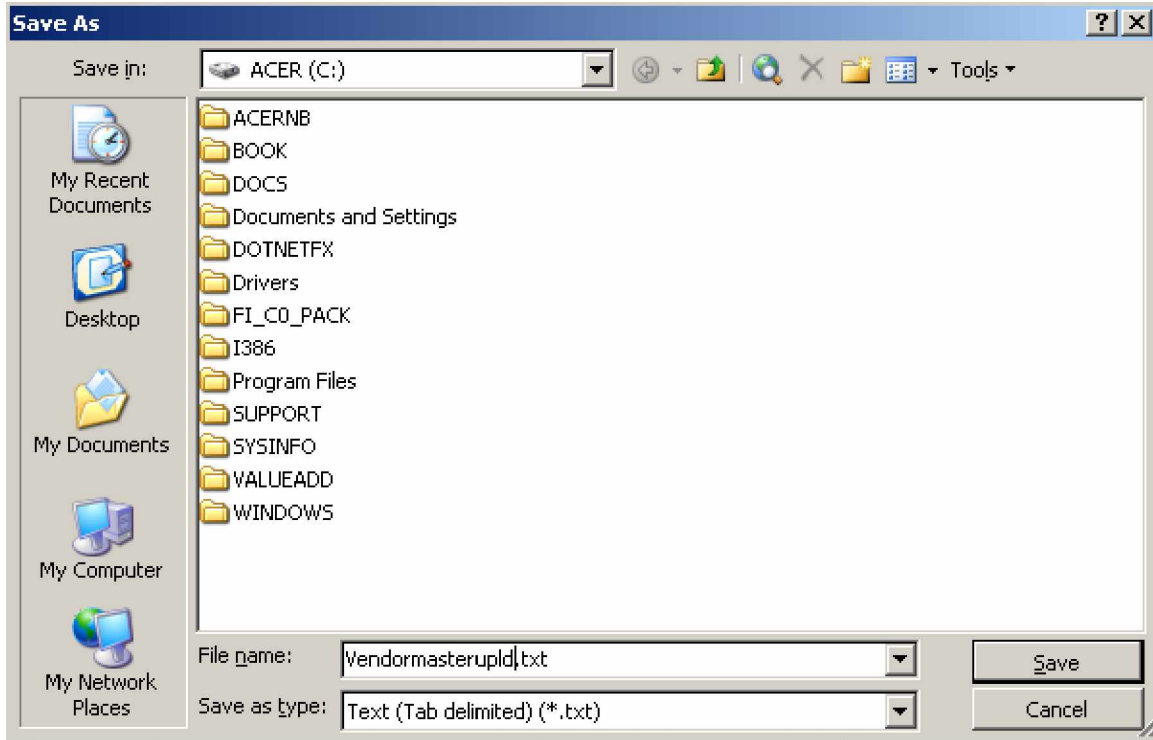 Save As
Save in:
ACER (C:)
Tools
My Recent
Documents
Desktop
My Documents
My Computer
My Network
Places
ACERNB
BOOK
DOCS
Documents and Settings
DOTNETFX
Drivers
FI_C0_PACK
I386
Program Files
SUPPORT
SYSINFO
VALUEADD
WINDOWS
File name:
Vendormasterupld.txt
Save
Save as type:
Text (Tab delimited) (*.txt)
Cancel